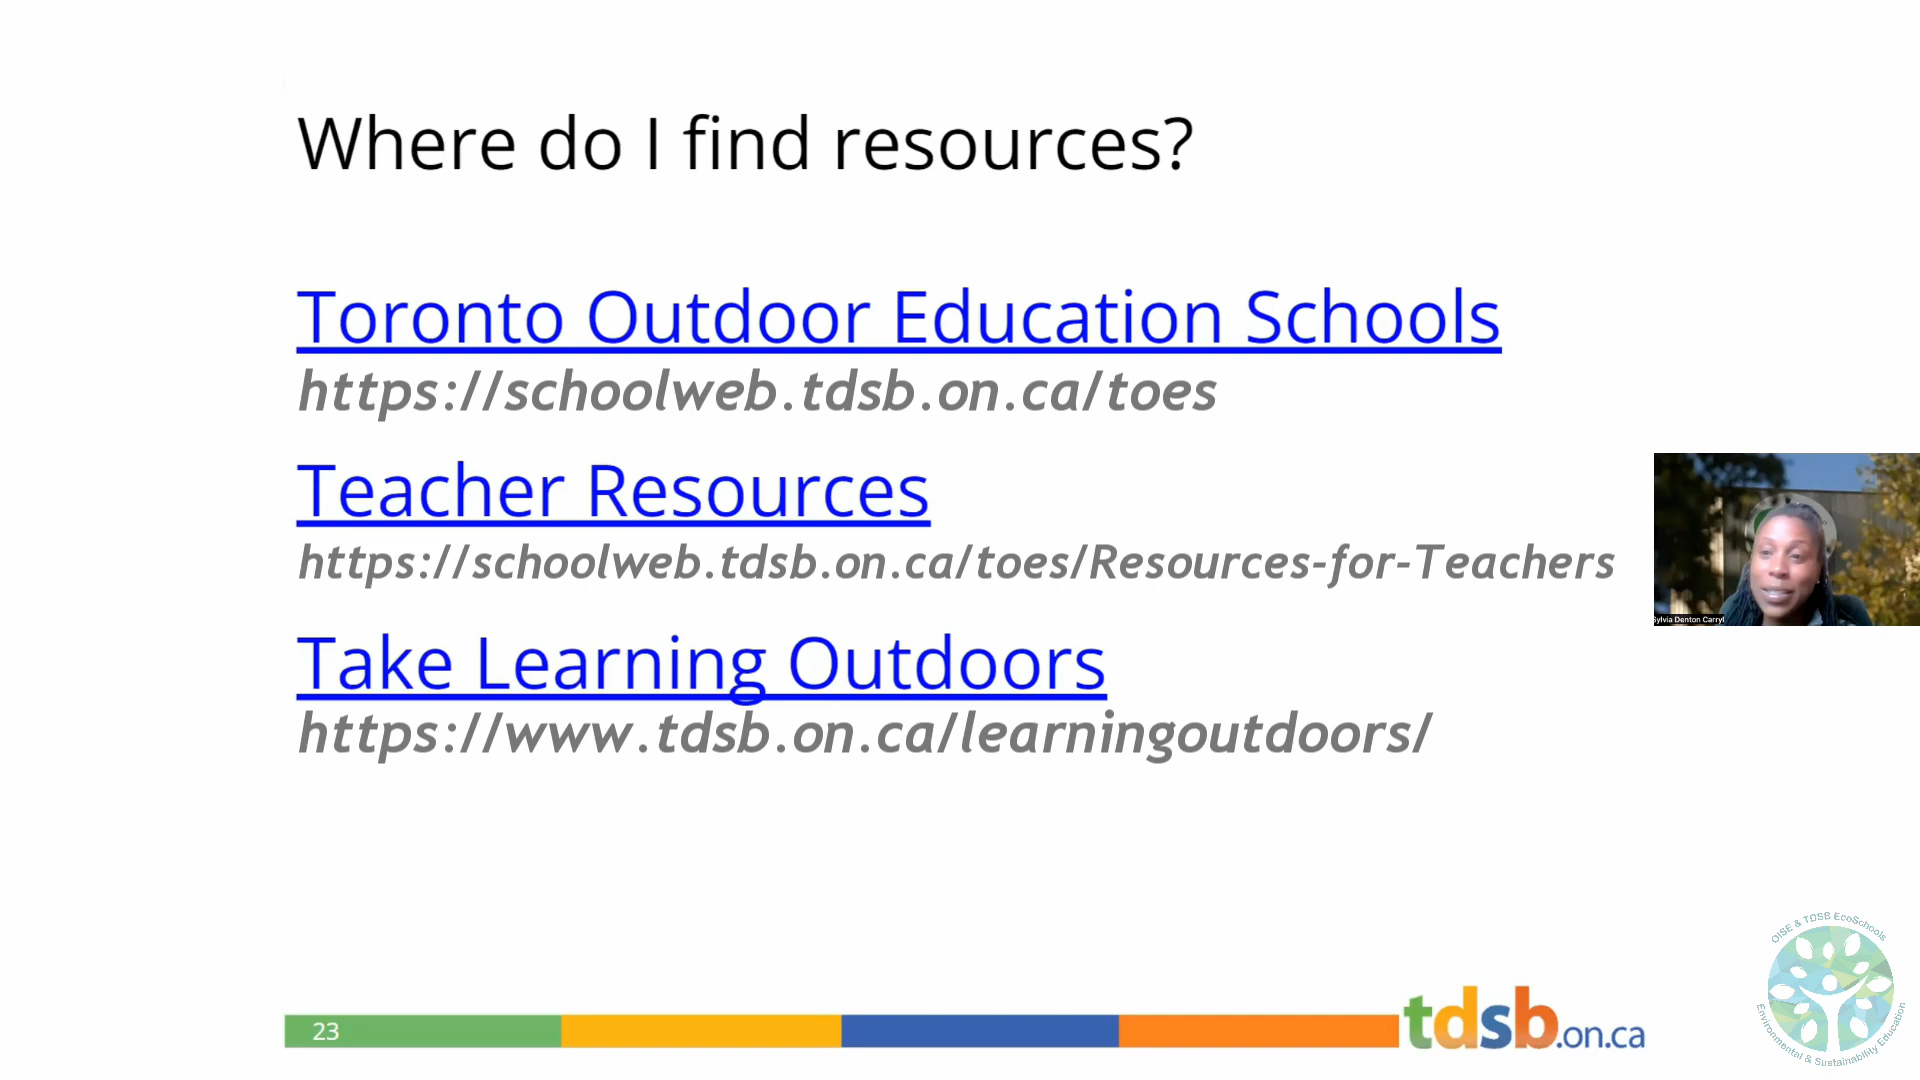 Where do I find resources?
Toronto Outdoor Education Schools
https://schoolweb.tdsb.on.ca/toes
Teacher Resources
https://schoolweb.tdsb.on.ca/toes/Resources-for-Teachers
Take Learning Outdoors
https://www.tdsb.on.ca/learningoutdoors/
Sylvia Denton Carryl
23
tdsb.on.ca
OISE & TDSB EcoSchools
Environmental & Sustainability Education